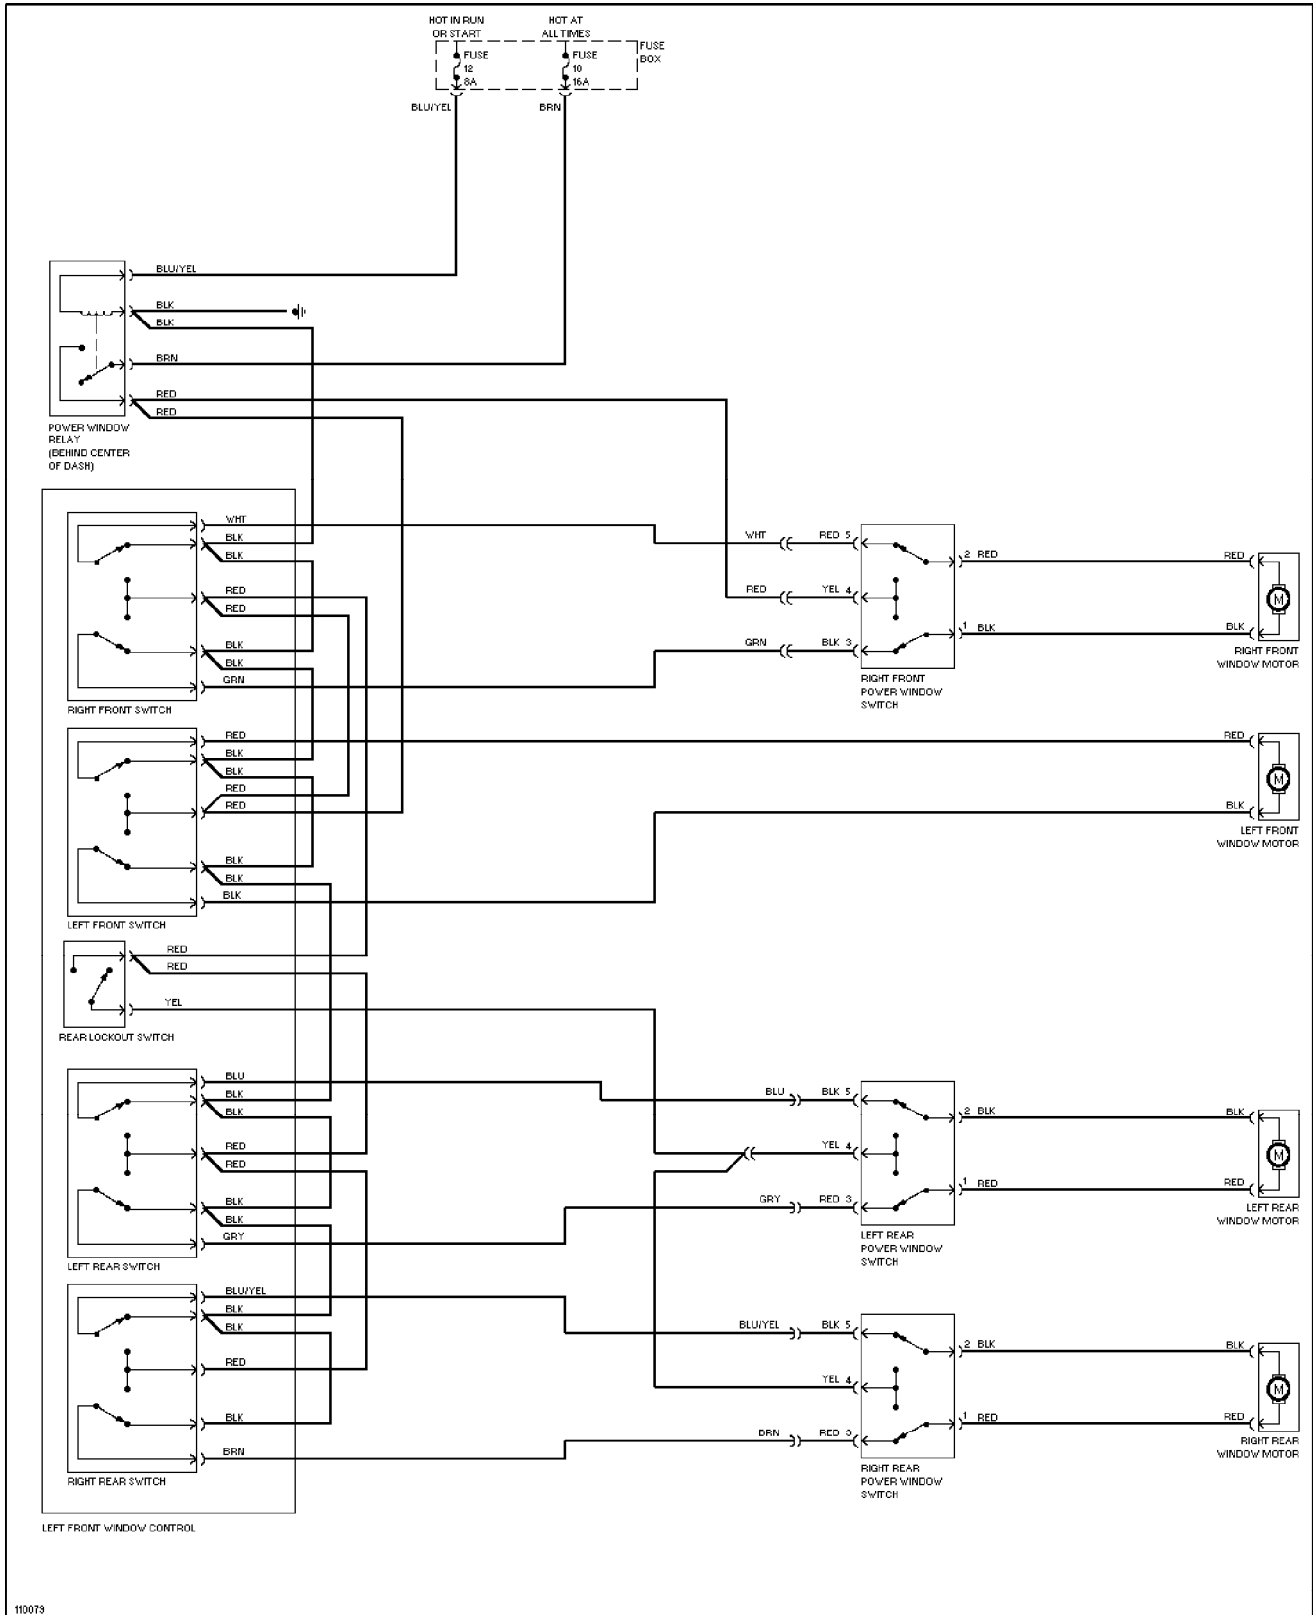 HOT IN RUN
OR START
HOT AT
ALL TIMES
FUSE
12
8A
FUSE
10
16A
FUSE
BOX
BLU/YEL
BRN
BLU/YEL
BLK
BLK
BRN
RED
RED
POWER WINDOW
RELAY
(BEHIND CENTER
OF DASH)
WHT
BLK
BLK
RED
RED
BLK
BLK
GRN
RIGHT FRONT SWITCH
WHT
RED 5
RED
YEL 4
GRN
BLK 3
2 RED
1 BLK
RIGHT FRONT
POWER WINDOW
SWITCH
RED
BLK
RIGHT FRONT
WINDOW MOTOR
M
RED
BLK
BLK
RED
RED
BLK
BLK
BLK
LEFT FRONT SWITCH
RED
M
BLK
LEFT FRONT
WINDOW MOTOR
RED
RED
YEL
REAR LOCKOUT SWITCH
BLU
BLK
BLK
RED
RED
BLK
BLK
GRY
LEFT REAR SWITCH
BLU
BLK 5
YEL 4
GRY
RED 3
2 BLK
1 RED
LEFT REAR
POWER WINDOW
SWITCH
BLK
M
RED
LEFT REAR
WINDOW MOTOR
BLU/YEL
BLK
BLK
RED
BLK
BRN
RIGHT REAR SWITCH
BLU/YEL
BLK 5
YEL 4
BRN
RED 3
2 BLK
1 RED
RIGHT REAR
POWER WINDOW
SWITCH
BLK
M
RED
RIGHT REAR
WINDOW MOTOR
LEFT FRONT WINDOW CONTROL
110079